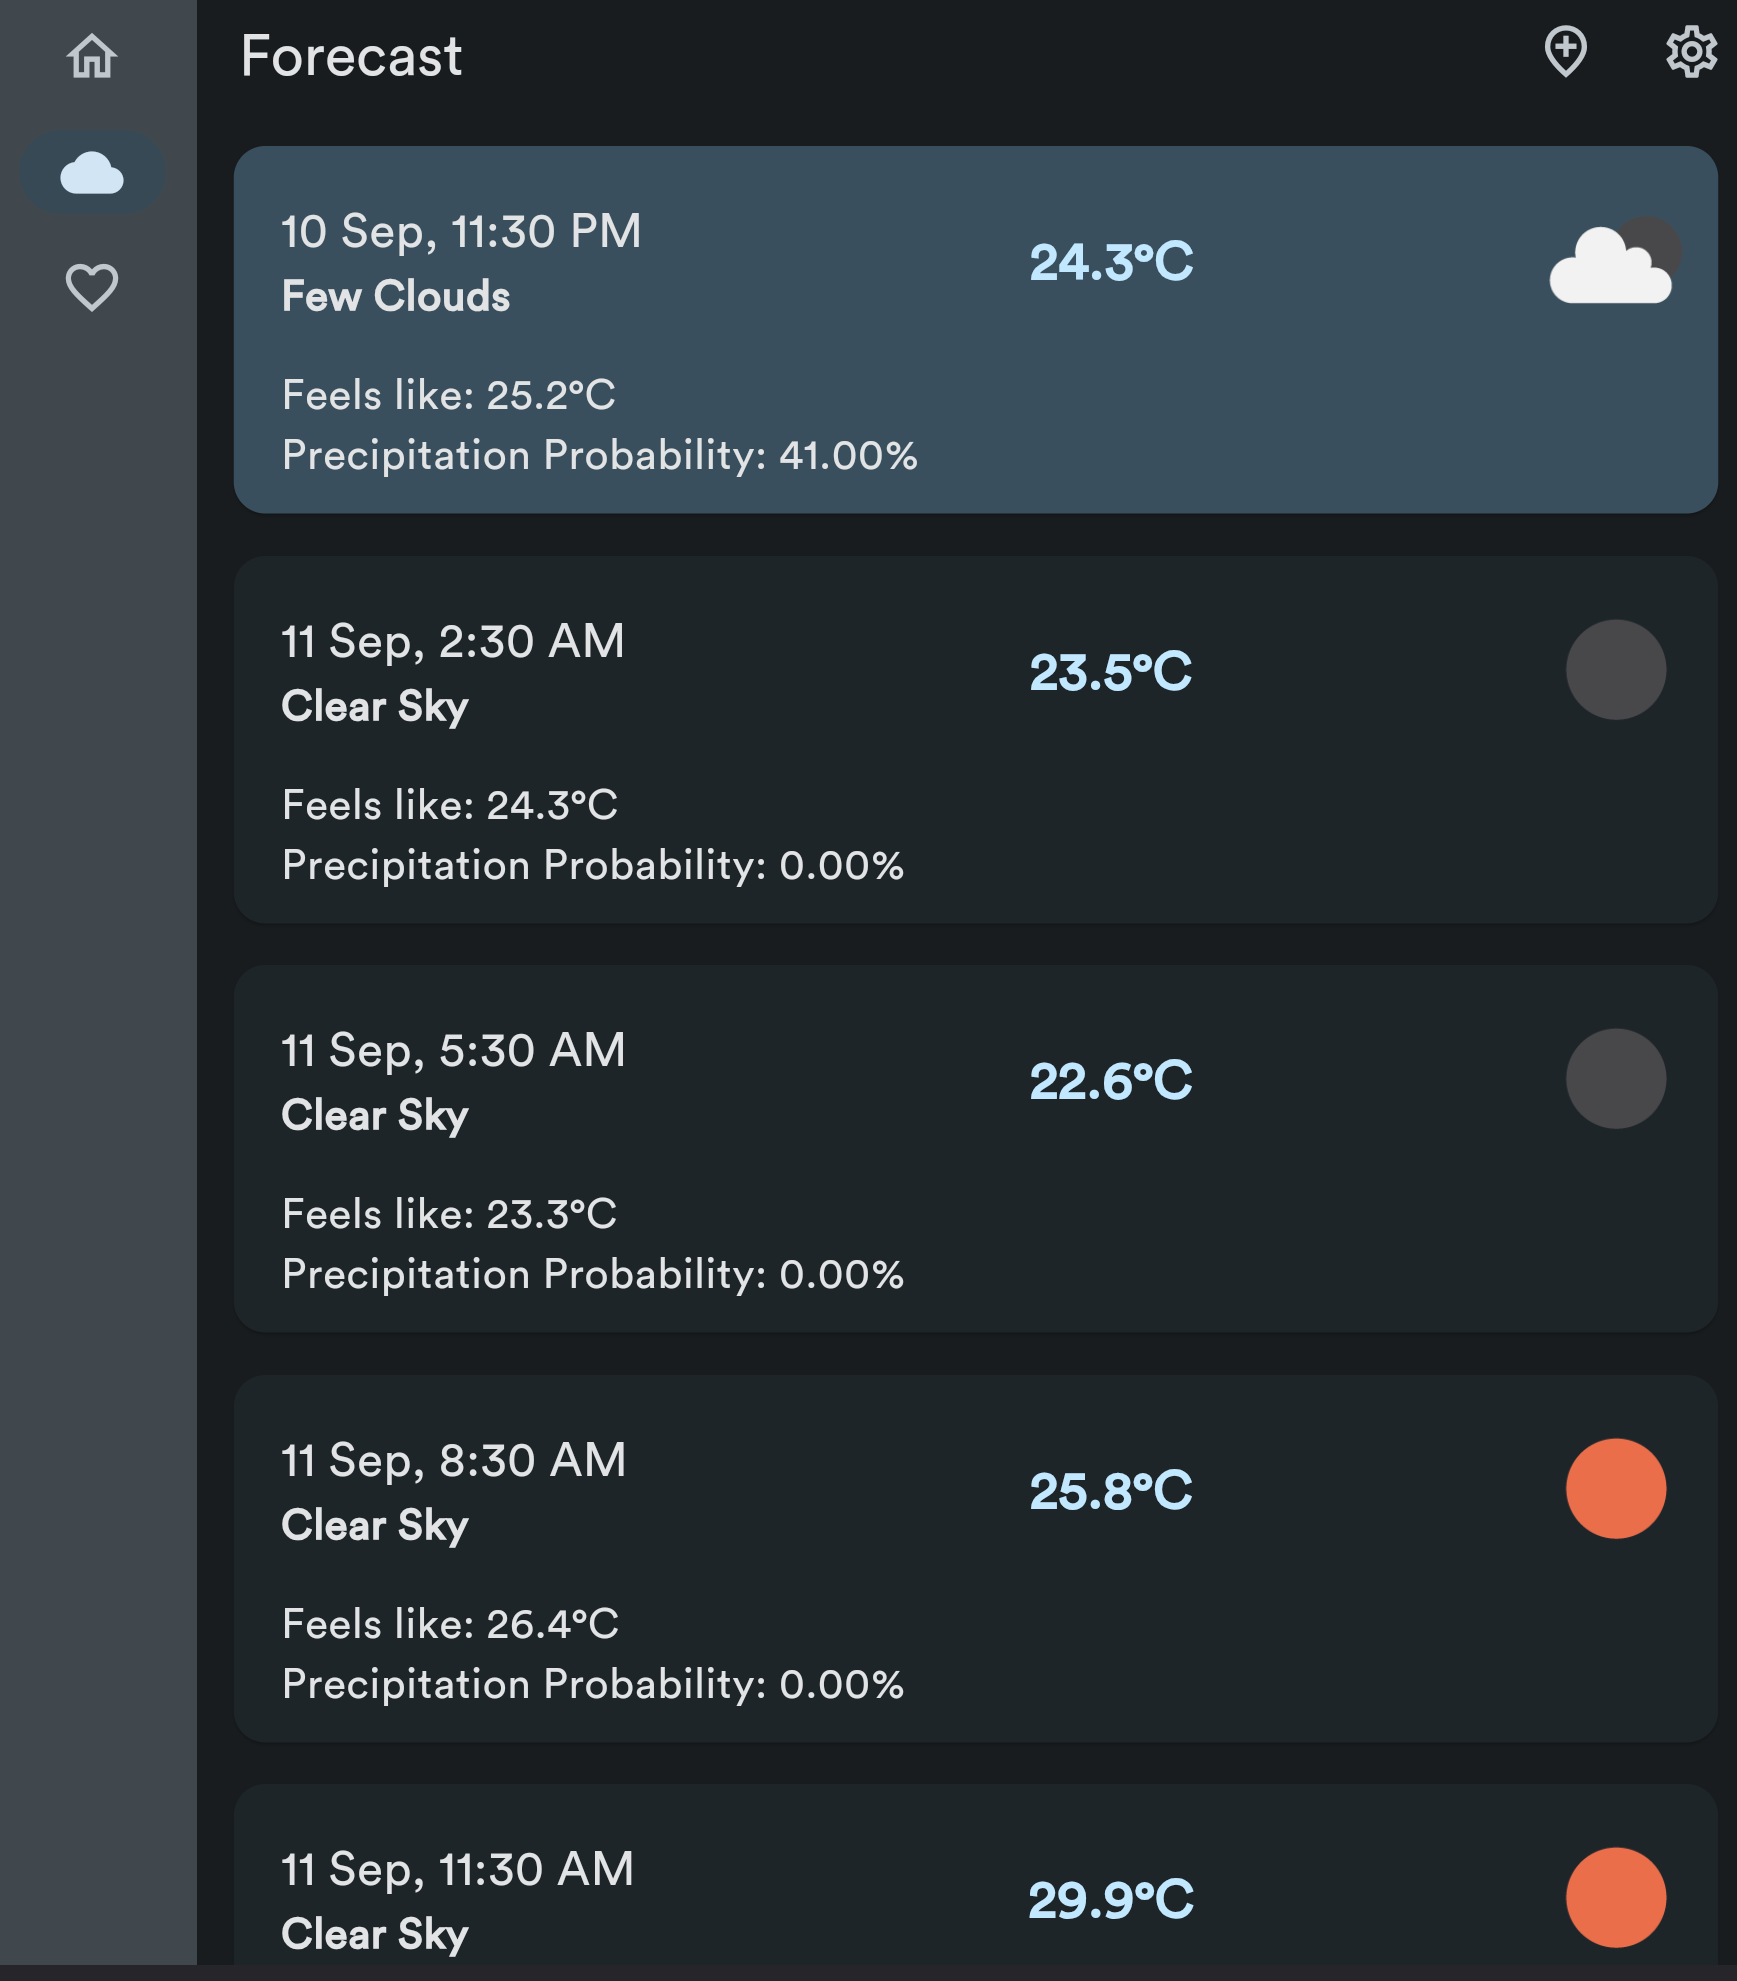 Forecast
10 Sep, 11:30 PM
Few Clouds
24.3°C
Feels like: 25.2°C
Precipitation Probability: 41.00%
11 Sep, 2:30 AM
Clear Sky
23.5°C
Feels like: 24.3°C
Precipitation Probability: 0.00%
11 Sep, 5:30 AM
Clear Sky
22.6°C
Feels like: 23.3°C
Precipitation Probability: 0.00%
11 Sep, 8:30 AM
Clear Sky
25.8°C
Feels like: 26.4°C
Precipitation Probability: 0.00%
11 Sep, 11:30 AM
Clear Sky
29.9°C